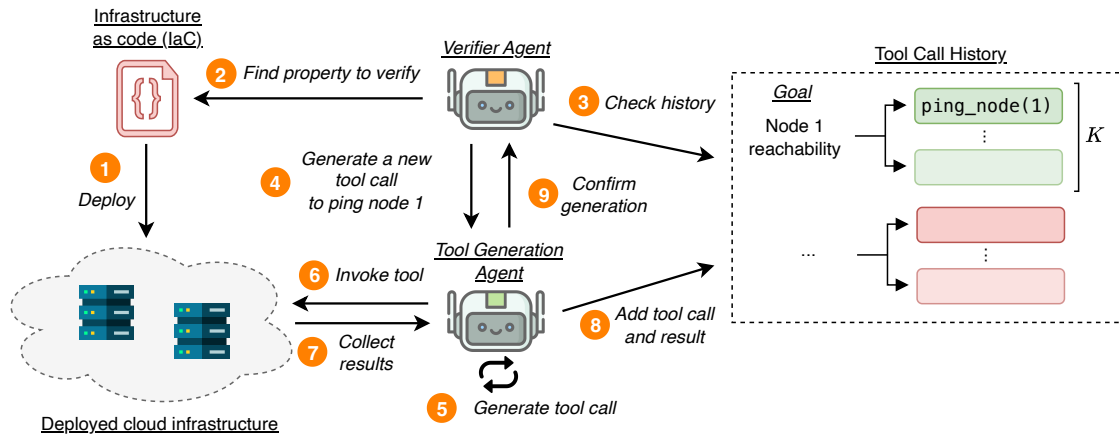 Infrastructure
as code (IaC)
{}
1
Deploy
2
Find property to verify
Verifier Agent
3
Check history
4
Generate a new
tool call
to ping node 1
9
Confirm
generation
Tool Generation
Agent
6
Invoke tool
7
Collect
results
5
Generate tool call
8
Add tool call
and result
Deployed cloud infrastructure
Tool Call History
Goal
Node 1
reachability
ping_node(1)
⋮
K
...
⋮